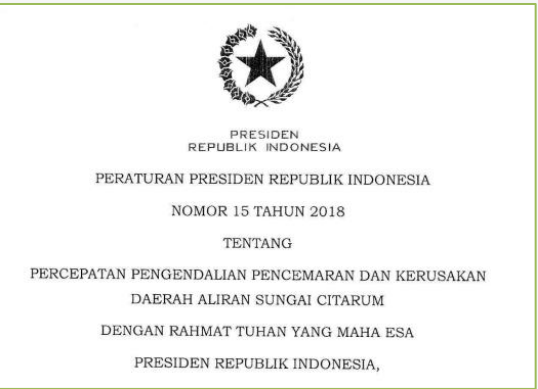 PRESIDEN
REPUBLIK INDONESIA
PERATURAN PRESIDEN REPUBLIK INDONESIA
NOMOR 15 TAHUN 2018
TENTANG
PERCEPATAN PENGENDALIAN PENCEMARAN DAN KERUSAKAN
DAERAH ALIRAN SUNGAI CITARUM
DENGAN RAHMAT TUHAN YANG MAHA ESA
PRESIDEN REPUBLIK INDONESIA,